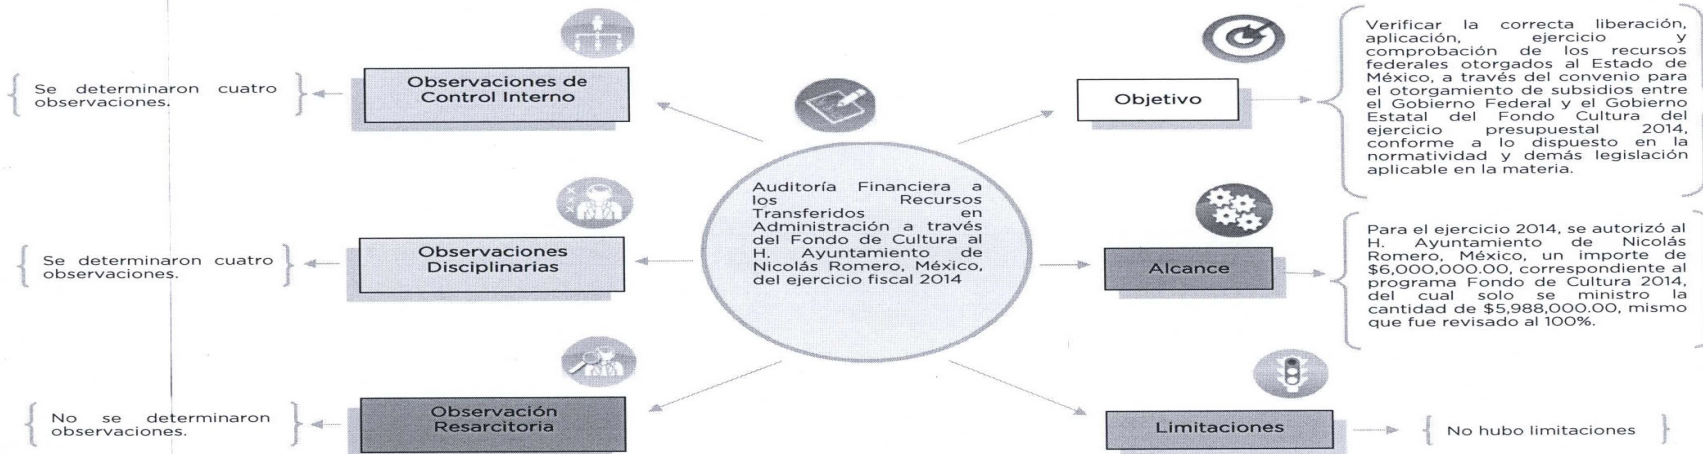 Se determinaron cuatro
observaciones.
Observaciones de
Control Interno
Se determinaron cuatro
observaciones.
Observaciones
Disciplinarias
No se determinaron
observaciones.
Observación
Resarcitoria
Auditoría Financiera a
los Recursos
Transferidos en
Administración a través
del Fondo de Cultura al
H. Ayuntamiento de
Nicolás Romero, México,
del ejercicio fiscal 2014
Objetivo
Verificar la correcta liberación,
aplicación, ejercicio y
comprobación de los recursos
federales otorgados al Estado de
México, a través del convenio para
el otorgamiento de subsidios entre
el Gobierno Federal y el Gobierno
Estatal del Fondo Cultura del
ejercicio presupuestal 2014,
conforme a lo dispuesto en la
normatividad y demás legislación
aplicable en la materia.
Alcance
Para el ejercicio 2014, se autorizó al
H. Ayuntamiento de Nicolás
Romero, México, un importe de
$6,000,000.00, correspondiente al
programa Fondo de Cultura 2014,
del cual solo se ministro la
cantidad de $5,988,000.00, mismo
que fue revisado al 100%.
Limitaciones
No hubo limitaciones